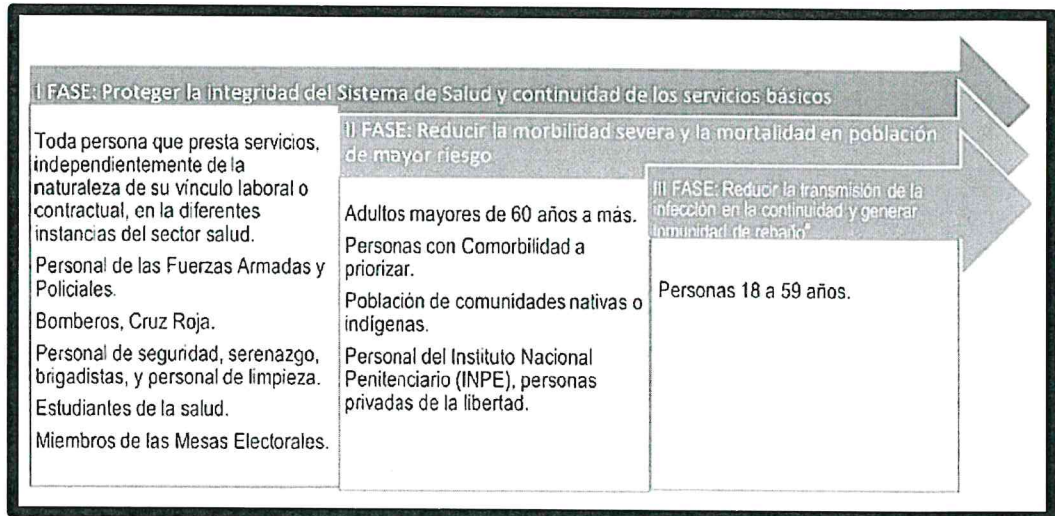 I FASE: Proteger la integridad del Sistema de Salud y continuidad de los servicios básicos
Toda persona que presta servicios,
independientemente de la
naturaleza de su vínculo laboral o
contractual, en la diferentes
instancias del sector salud.
Personal de las Fuerzas Armadas y
Policiales.
Bomberos, Cruz Roja.
Personal de seguridad, serenazgo,
brigadistas, y personal de limpieza.
Estudiantes de la salud.
Miembros de las Mesas Electorales.
II FASE: Reducir la morbilidad severa y la mortalidad en población
de mayor riesgo
Adultos mayores de 60 años a más.
Personas con Comorbilidad a
priorizar.
Población de comunidades nativas o
indígenas.
Personal del Instituto Nacional
Penitenciario (INPE), personas
privadas de la libertad.
III FASE: Reducir la transmisión de la
infección en la continuidad y generar
inmunidad de rebaño"
Personas 18 a 59 años.